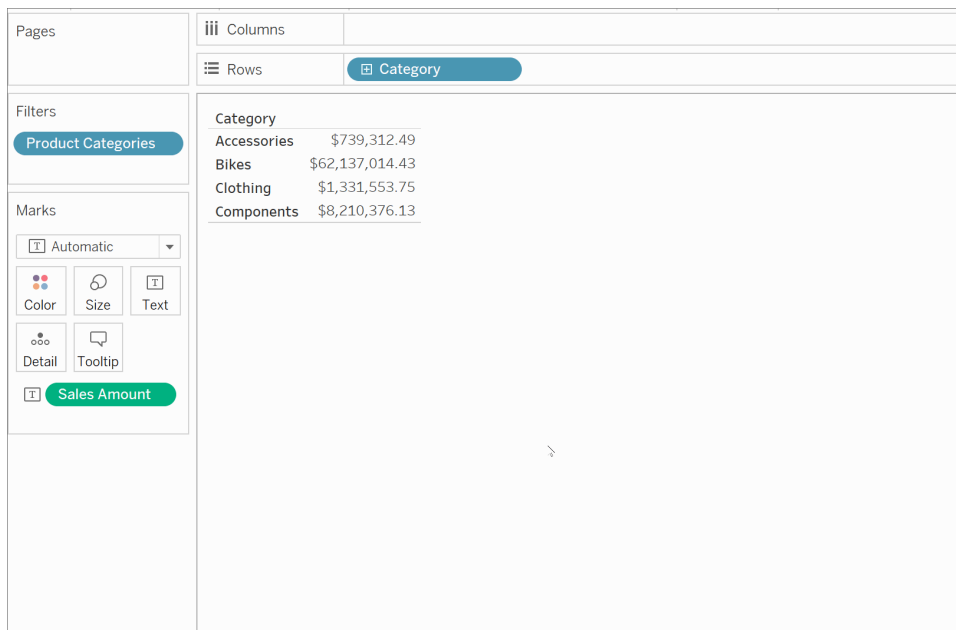 Pages
Columns
Rows
Category
Filters
Product Categories
Category
Accessories $739,312.49
Bikes $62,137,014.43
Clothing $1,331,553.75
Components $8,210,376.13
Marks
T Automatic
Color Size T Text
Detail Tooltip
T Sales Amount